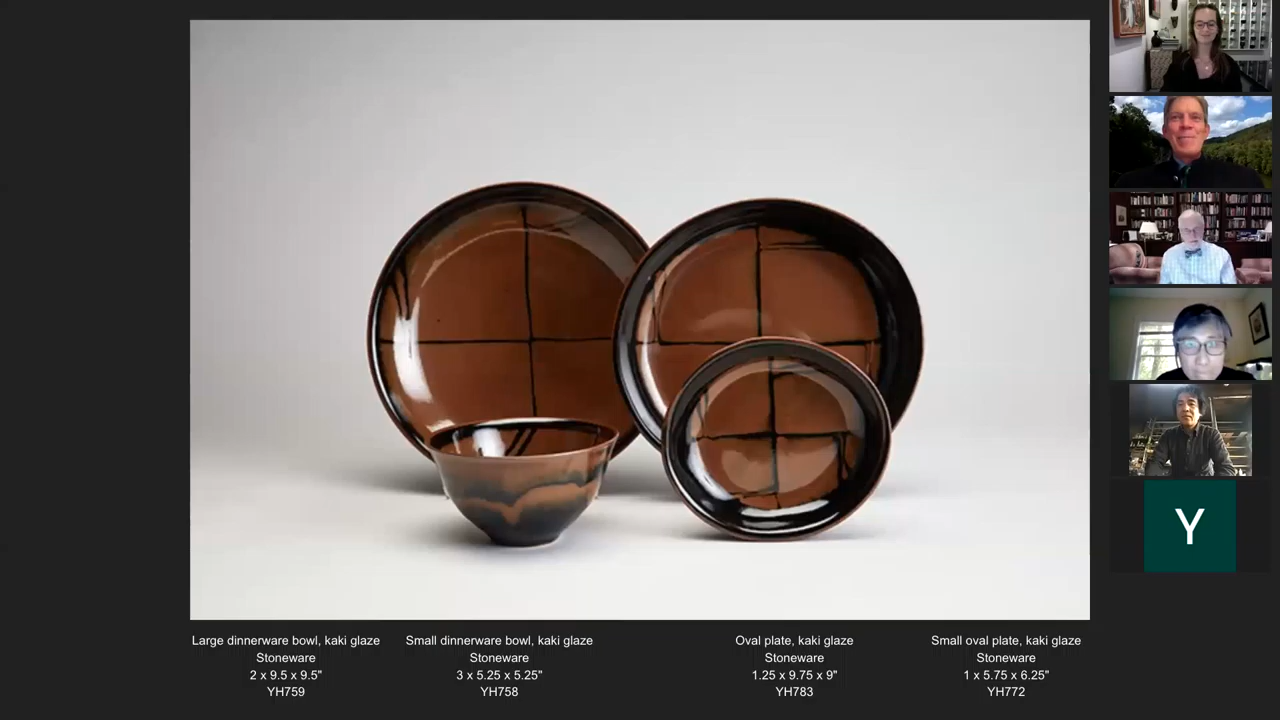 Large dinnerware bowl, kaki glaze
Stoneware
2 x 9.5 x 9.5"
YH759
Small dinnerware bowl, kaki glaze
Stoneware
3 x 5.25 x 5.25"
YH758
Oval plate, kaki glaze
Stoneware
1.25 x 9.75 x 9"
YH783
Small oval plate, kaki glaze
Stoneware
1 x 5.75 x 6.25"
YH772
Y